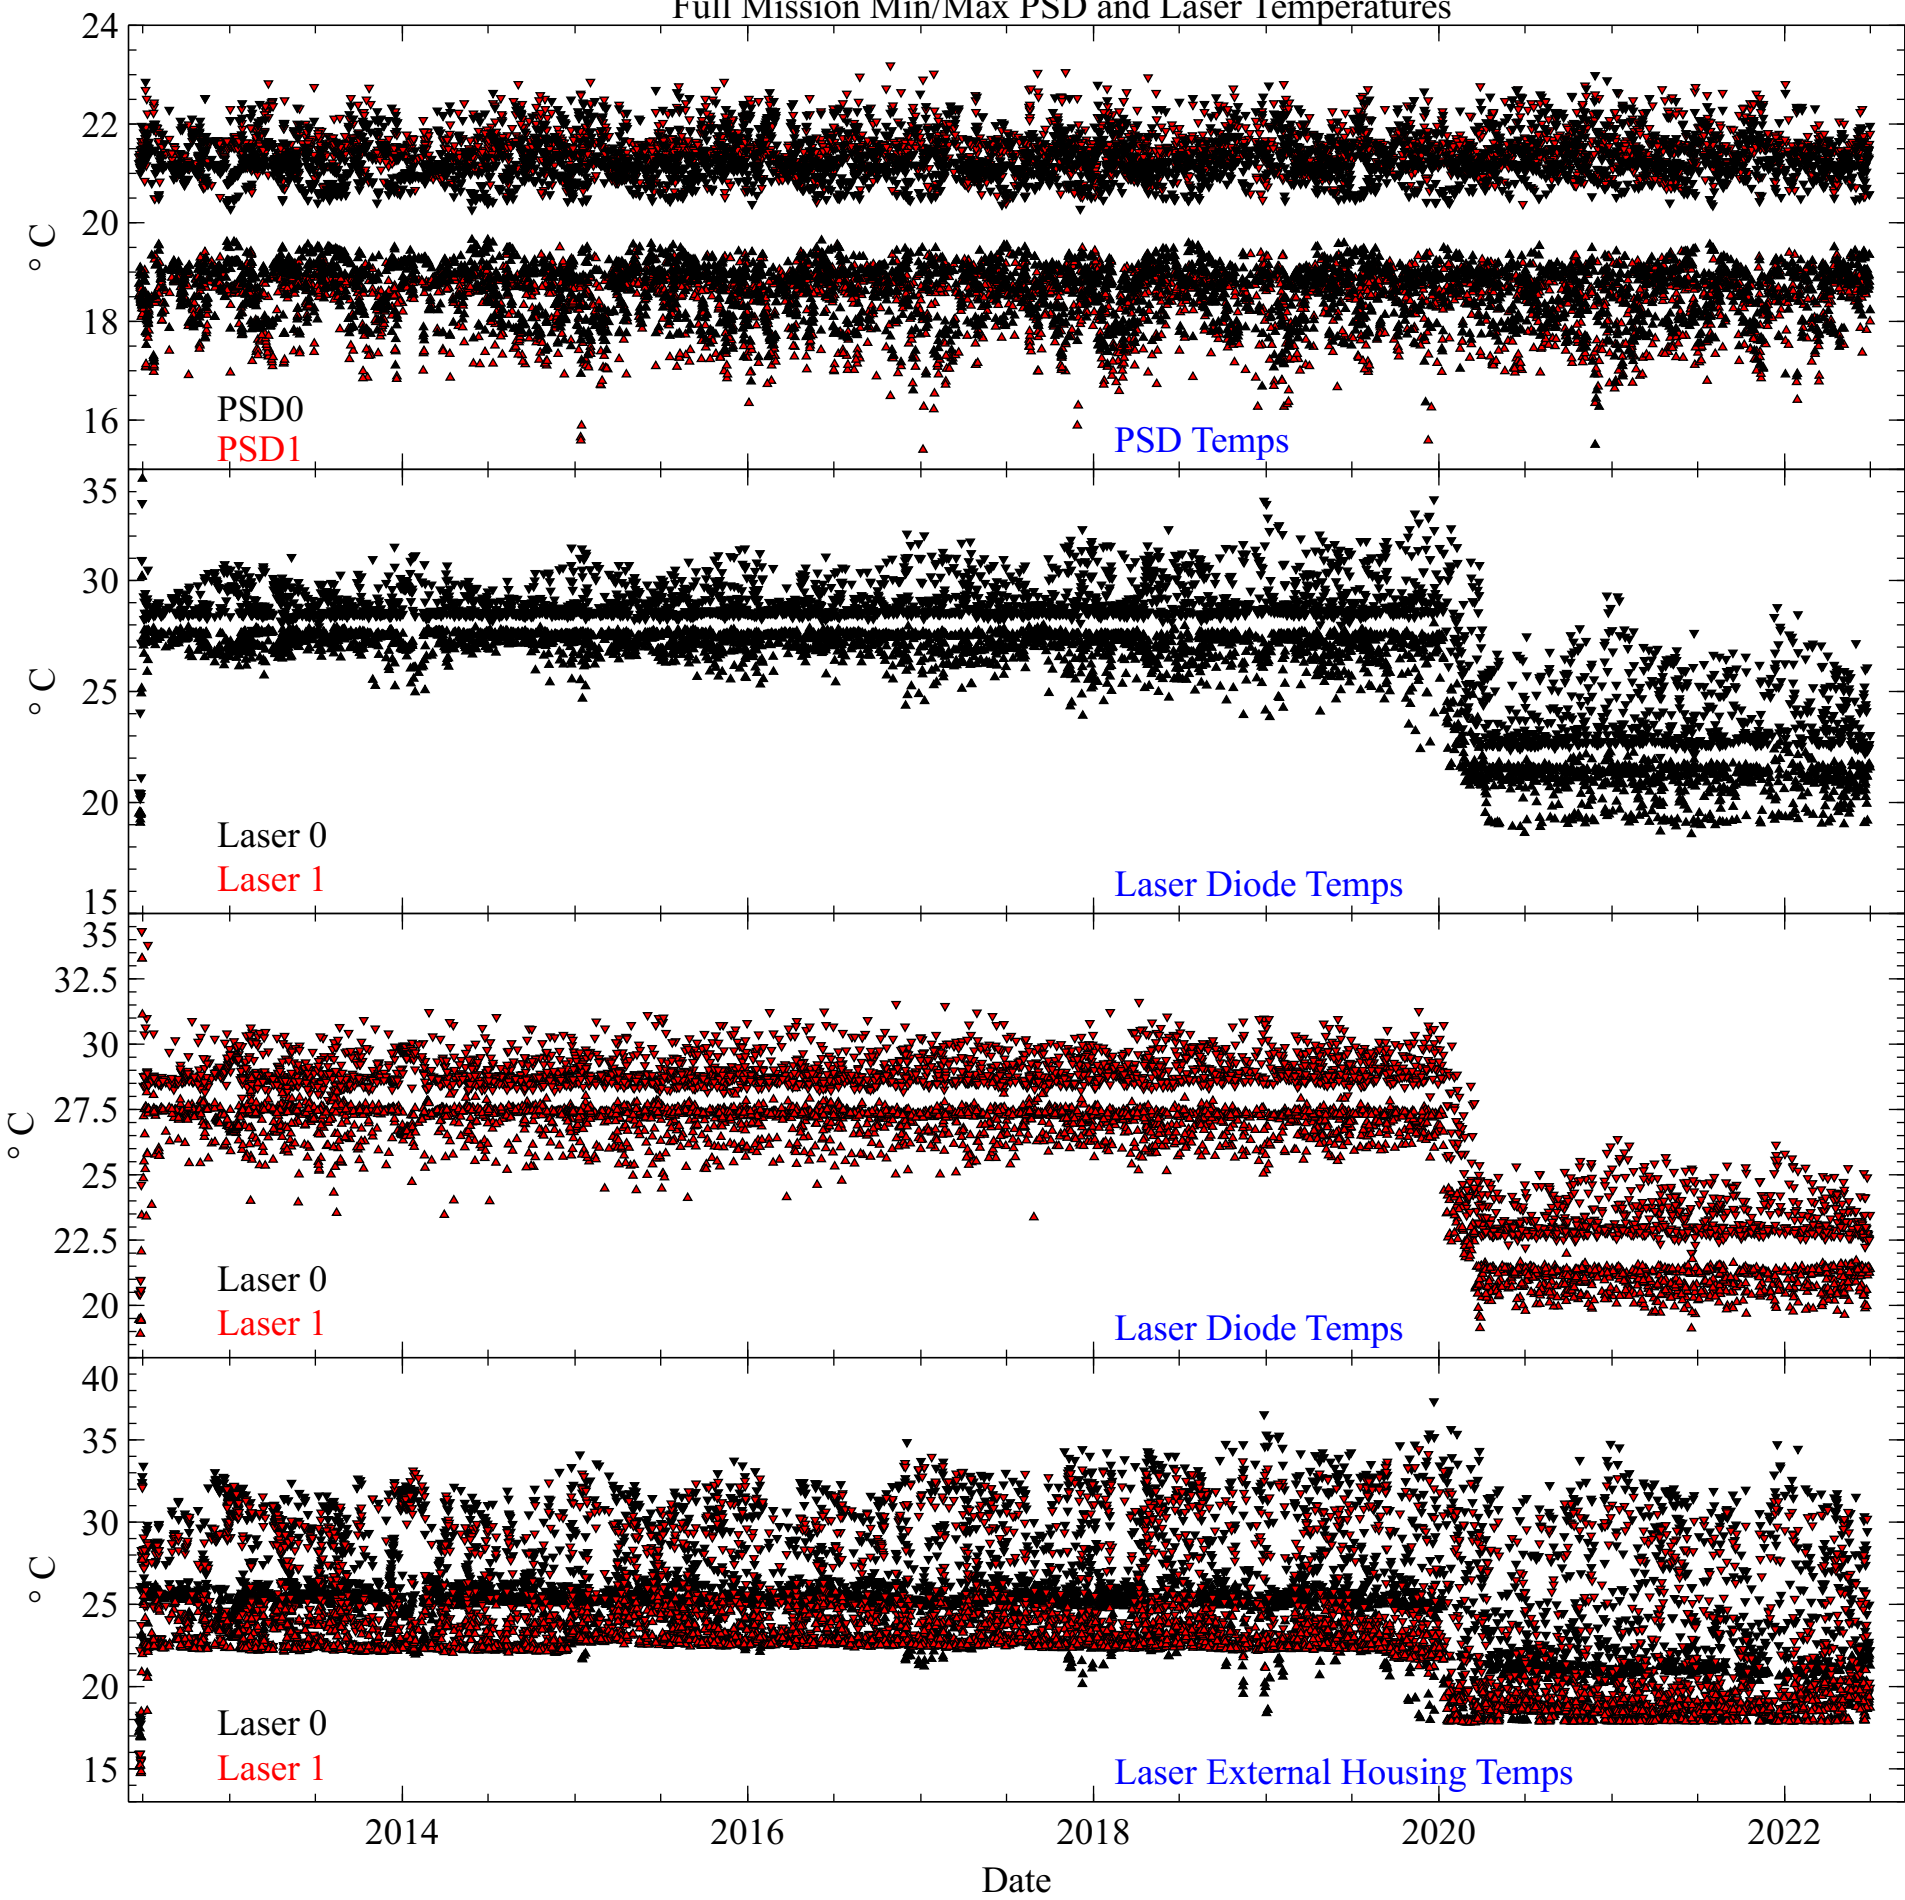 Full Mission Min/Max PSD and Laser Temperatures
24
22
20
18
16
° C
PSD0
PSD1
PSD Temps
35
30
25
20
15
° C
Laser 0
Laser 1
Laser Diode Temps
35
32.5
30
27.5
25
22.5
20
° C
Laser 0
Laser 1
Laser Diode Temps
40
35
30
25
20
15
° C
Laser 0
Laser 1
Laser External Housing Temps
2014 2016 2018 2020 2022
Date